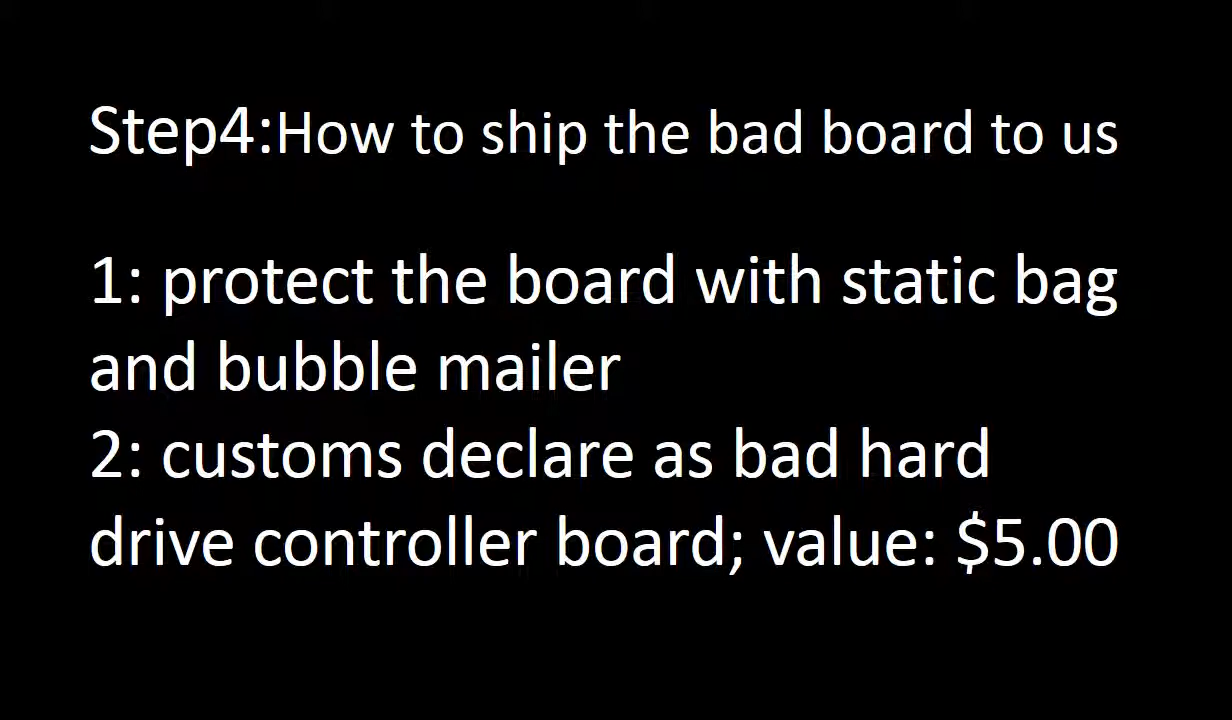 Step4:How to ship the bad board to us
1: protect the board with static bag
and bubble mailer
2: customs declare as bad hard
drive controller board; value: $5.00